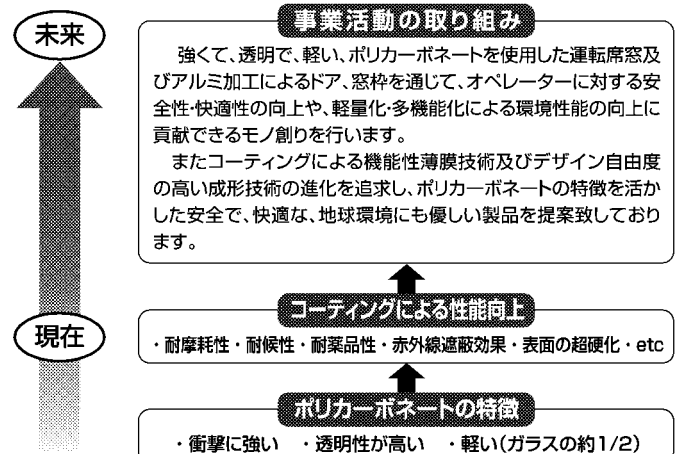 未来
事業活動の取り組み
強くて、透明で、軽い、ポリカーボネートを使用した運転席窓及
びアルミ加工によるドア、窓枠を通じて、オペレーターに対する安
全性・快適性の向上や、軽量化・多機能化による環境性能の向上に
貢献できるモノ創りを行います。
またコーティングによる機能性薄膜技術及びデザイン自由度
の高い成形技術の進化を追求し、ポリカーボネートの特徴を活か
した安全で、快適な、地球環境にも優しい製品を提案致しており
ます。
現在
コーティングによる性能向上
・耐摩耗性・耐候性・耐薬品性・赤外線遮蔽効果・表面の超硬化・etc
ポリカーボネートの特徴
・衝撃に強い ・透明性が高い ・軽い(ガラスの約1/2)